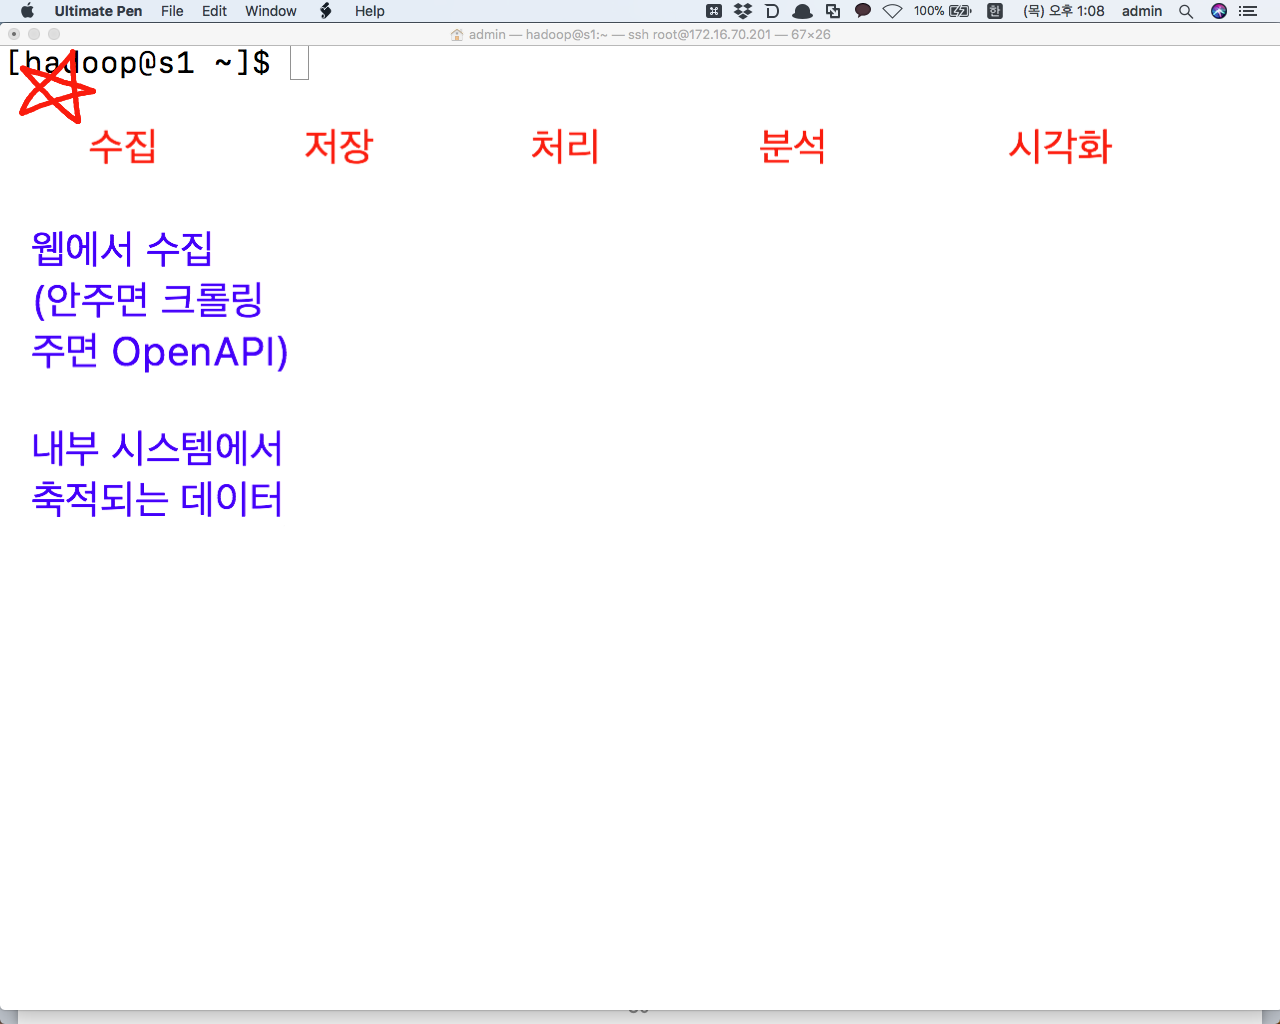 Ultimate Pen File Edit Window Help 100% 한 (목) 오후 1:08 admin
admin — hadoop@s1:~ — ssh root@172.16.70.201 — 67×26
[hadoop@s1 ~]$
수집 저장 처리 분석 시각화
웹에서 수집
(안주면 크롤링
주면 OpenAPI)
내부 시스템에서
축적되는 데이터